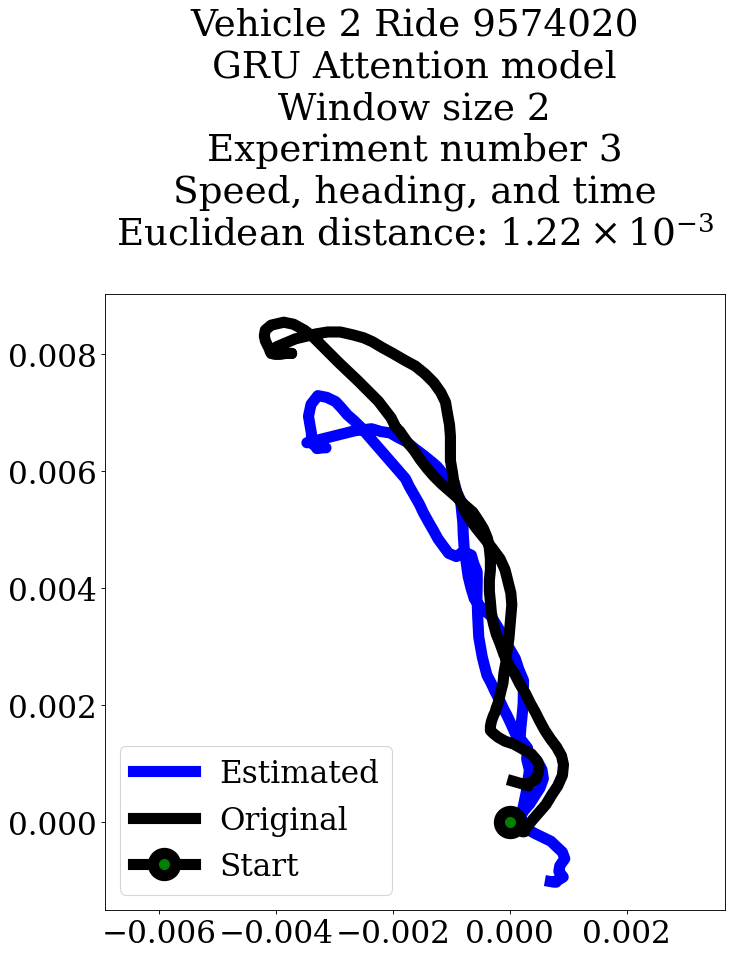 Vehicle 2 Ride 9574020
GRU Attention model
Window size 2
Experiment number 3
Speed, heading, and time
Euclidean distance: 1.22 × 10⁻³
0.008
0.006
0.004
0.002
0.000
Estimated
Original
Start
−0.006 −0.004 −0.002 0.000 0.002